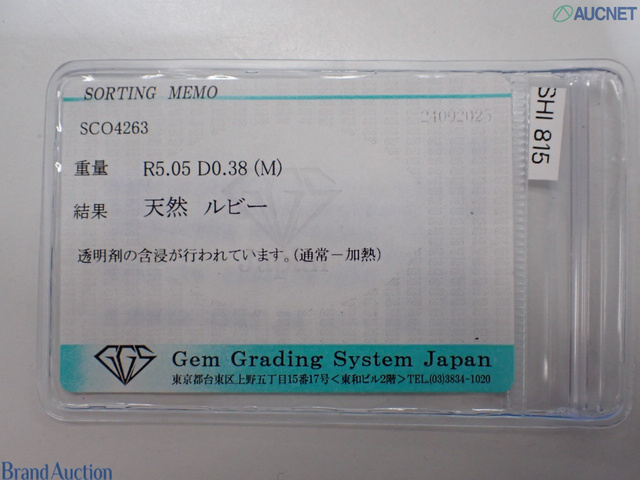 AUCNET
SORTING MEMO
SCO4263
24092025
SHI 815
重量 R5.05 D0.38 (M)
結果 天然 ルビー
透明剤の含浸が行われています。(通常－加熱)
GGS
Gem Grading System Japan
東京都台東区上野五丁目15番17号＜東和ビル2階＞TEL.(03)3834-1020
Brand Auction